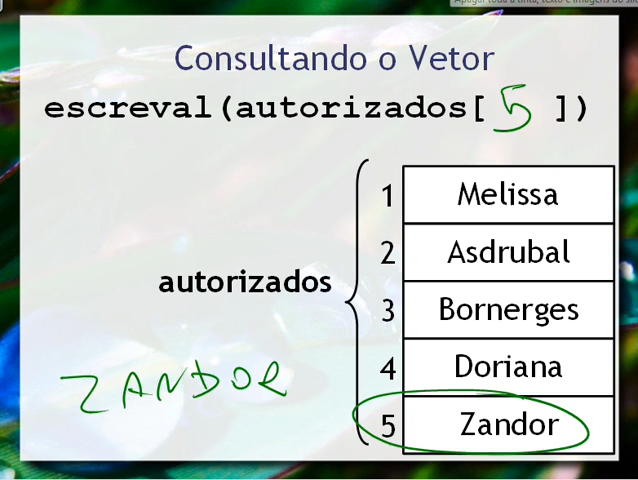 Consultando o Vetor
escreval(autorizados[ 5 ])
1 Melissa
2 Asdrubal
autorizados
3 Bornerges
4 Doriana
ZANDOR
5 Zandor